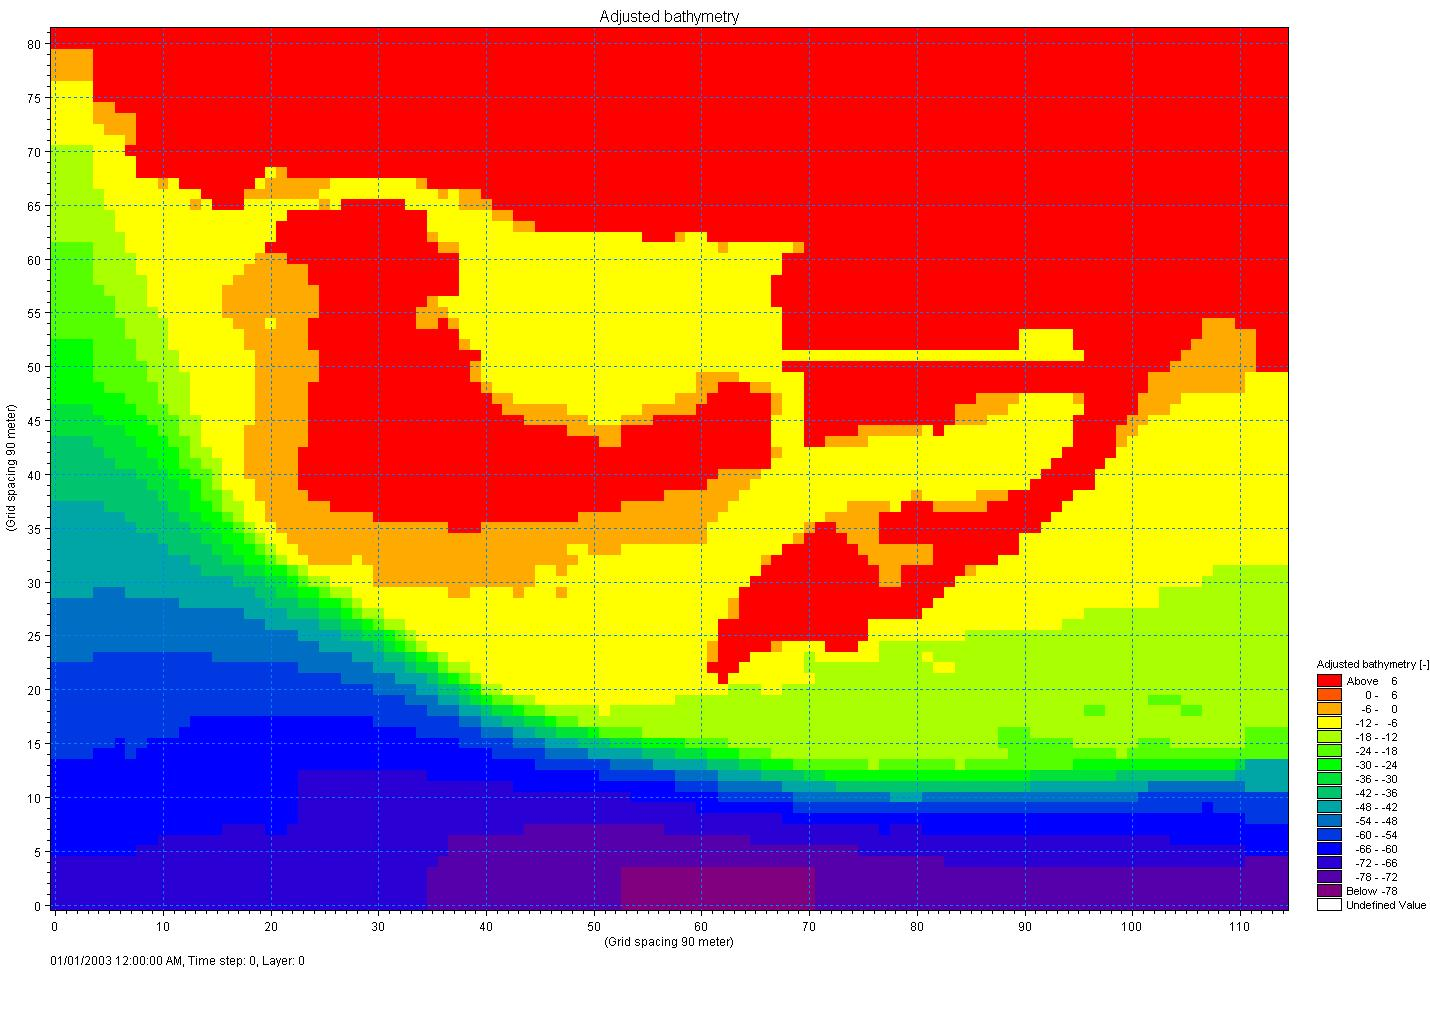 Adjusted bathymetry
80
75
70
65
60
55
50
45
40
35
30
25
20
15
10
5
0
(Grid spacing 90 meter)
0 10 20 30 40 50 60 70 80 90 100 110
(Grid spacing 90 meter)
01/01/2003 12:00:00 AM, Time step: 0, Layer: 0
Adjusted bathymetry [-]
Above 6
0 - 6
-6 - 0
-12 - -6
-18 - -12
-24 - -18
-30 - -24
-36 - -30
-42 - -36
-48 - -42
-54 - -48
-60 - -54
-66 - -60
-72 - -66
-78 - -72
Below -78
Undefined Value